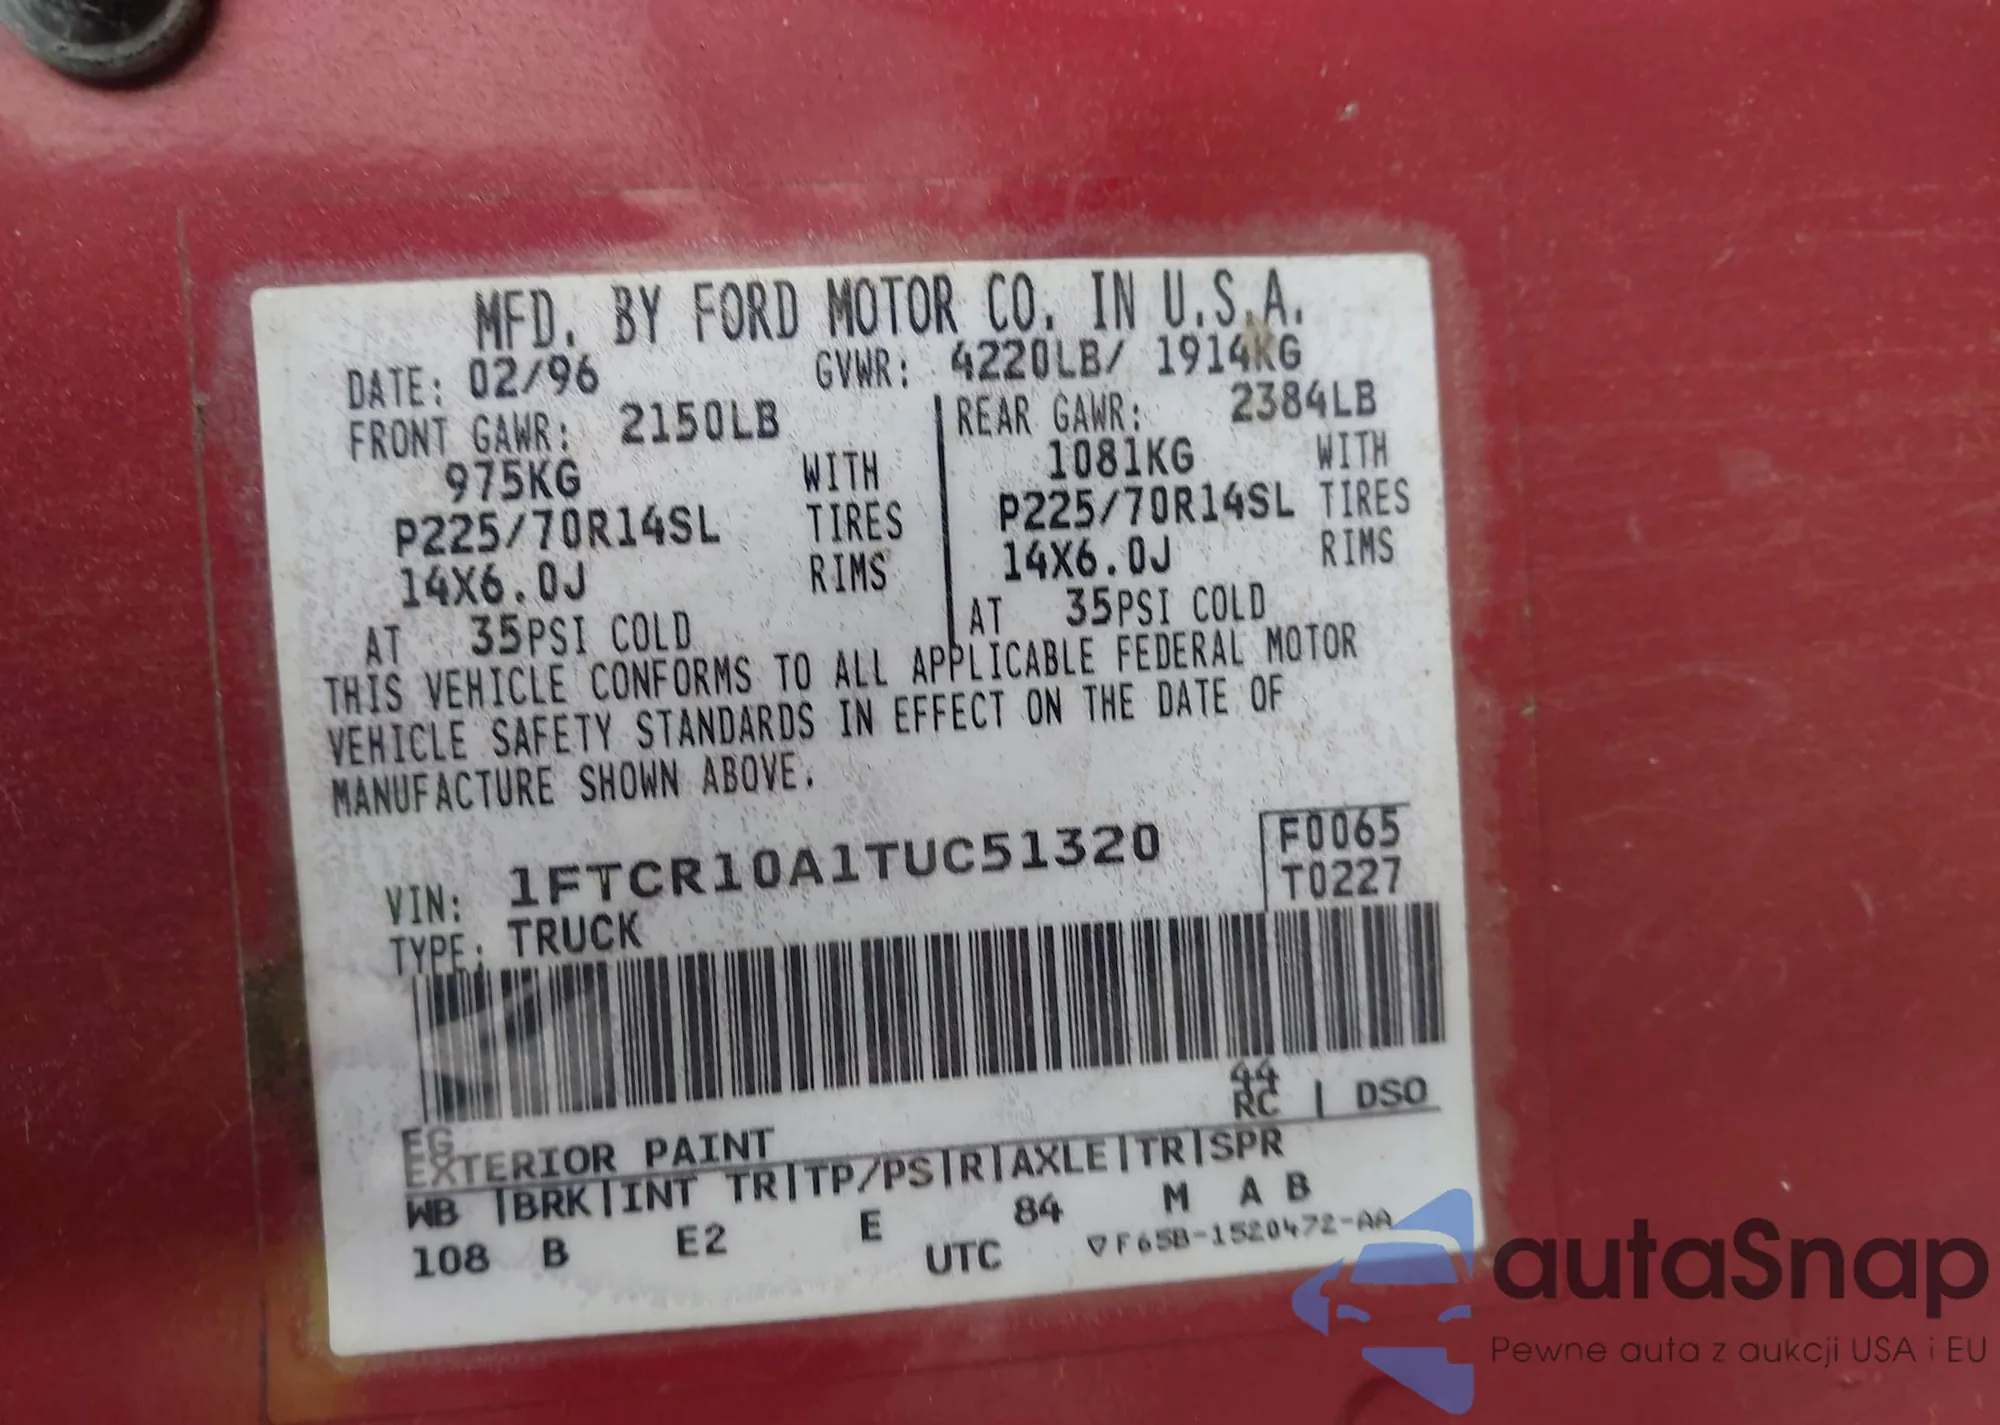 MFD. BY FORD MOTOR CO. IN U.S.A.
DATE: 02/96 GVWR: 4220LB/ 1914KG
FRONT GAWR: 2150LB REAR GAWR: 2384LB
975KG WITH 1081KG WITH
P225/70R14SL TIRES P225/70R14SL TIRES
14X6.0J RIMS 14X6.0J RIMS
AT 35PSI COLD AT 35PSI COLD
THIS VEHICLE CONFORMS TO ALL APPLICABLE FEDERAL MOTOR
VEHICLE SAFETY STANDARDS IN EFFECT ON THE DATE OF
MANUFACTURE SHOWN ABOVE.
F0065
VIN: 1FTCR10A1TUC51320 T0227
TYPE: TRUCK
44
EG RC | DSO
EXTERIOR PAINT
WB |BRK|INT TR|TP/PS|R|AXLE|TR|SPR
108 B E2 E 84 M A B
UTC ▽F65B-1520472-AA
autaSnap
Pewne auta z aukcji USA i EU